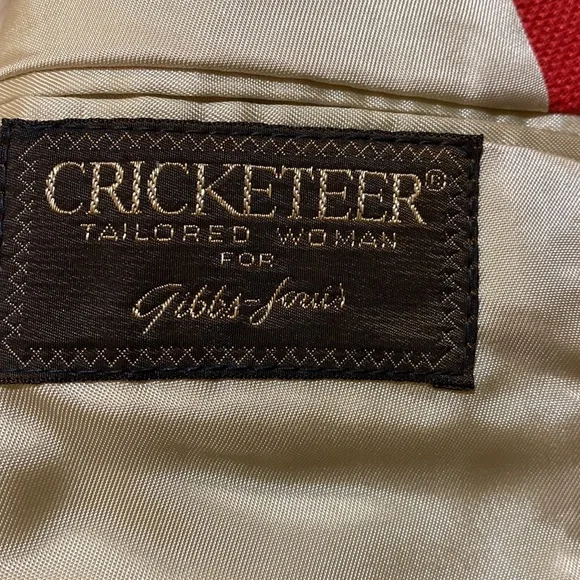 CRICKETEER®
TAILORED WOMAN
FOR
Gibbs-Louis